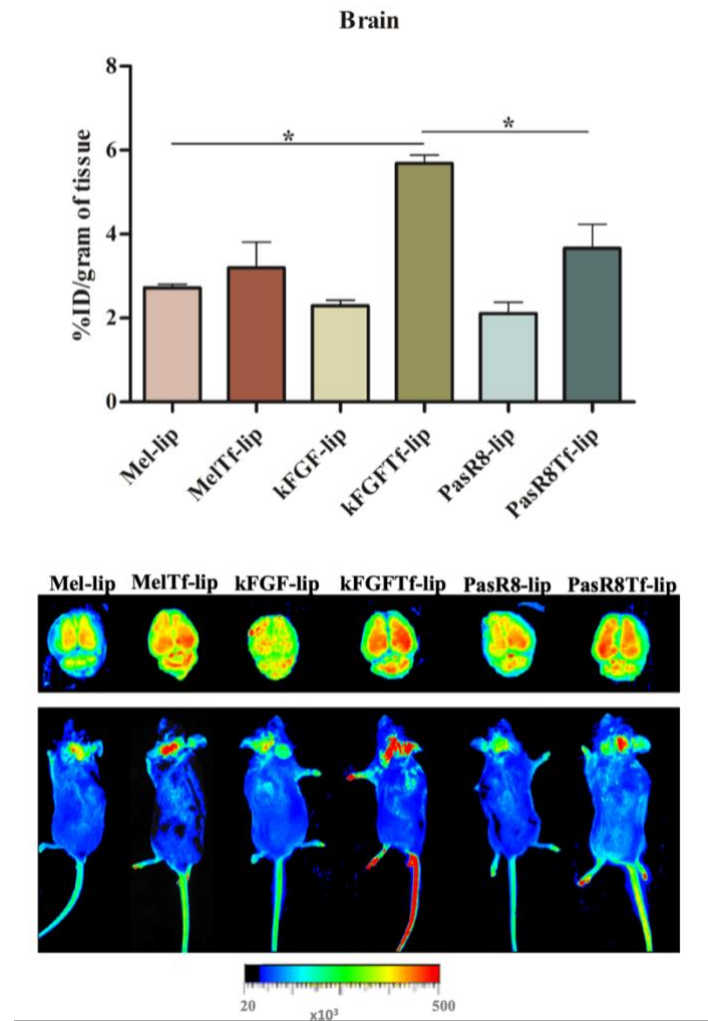 Brain
%ID/gram of tissue
8
6
4
2
0
*
*
Mel-lip
MelTf-lip
kFGF-lip
kFGFTf-lip
PasR8-lip
PasR8Tf-lip
Mel-lip MelTf-lip kFGF-lip kFGFTf-lip PasR8-lip PasR8Tf-lip
20 500
x10³